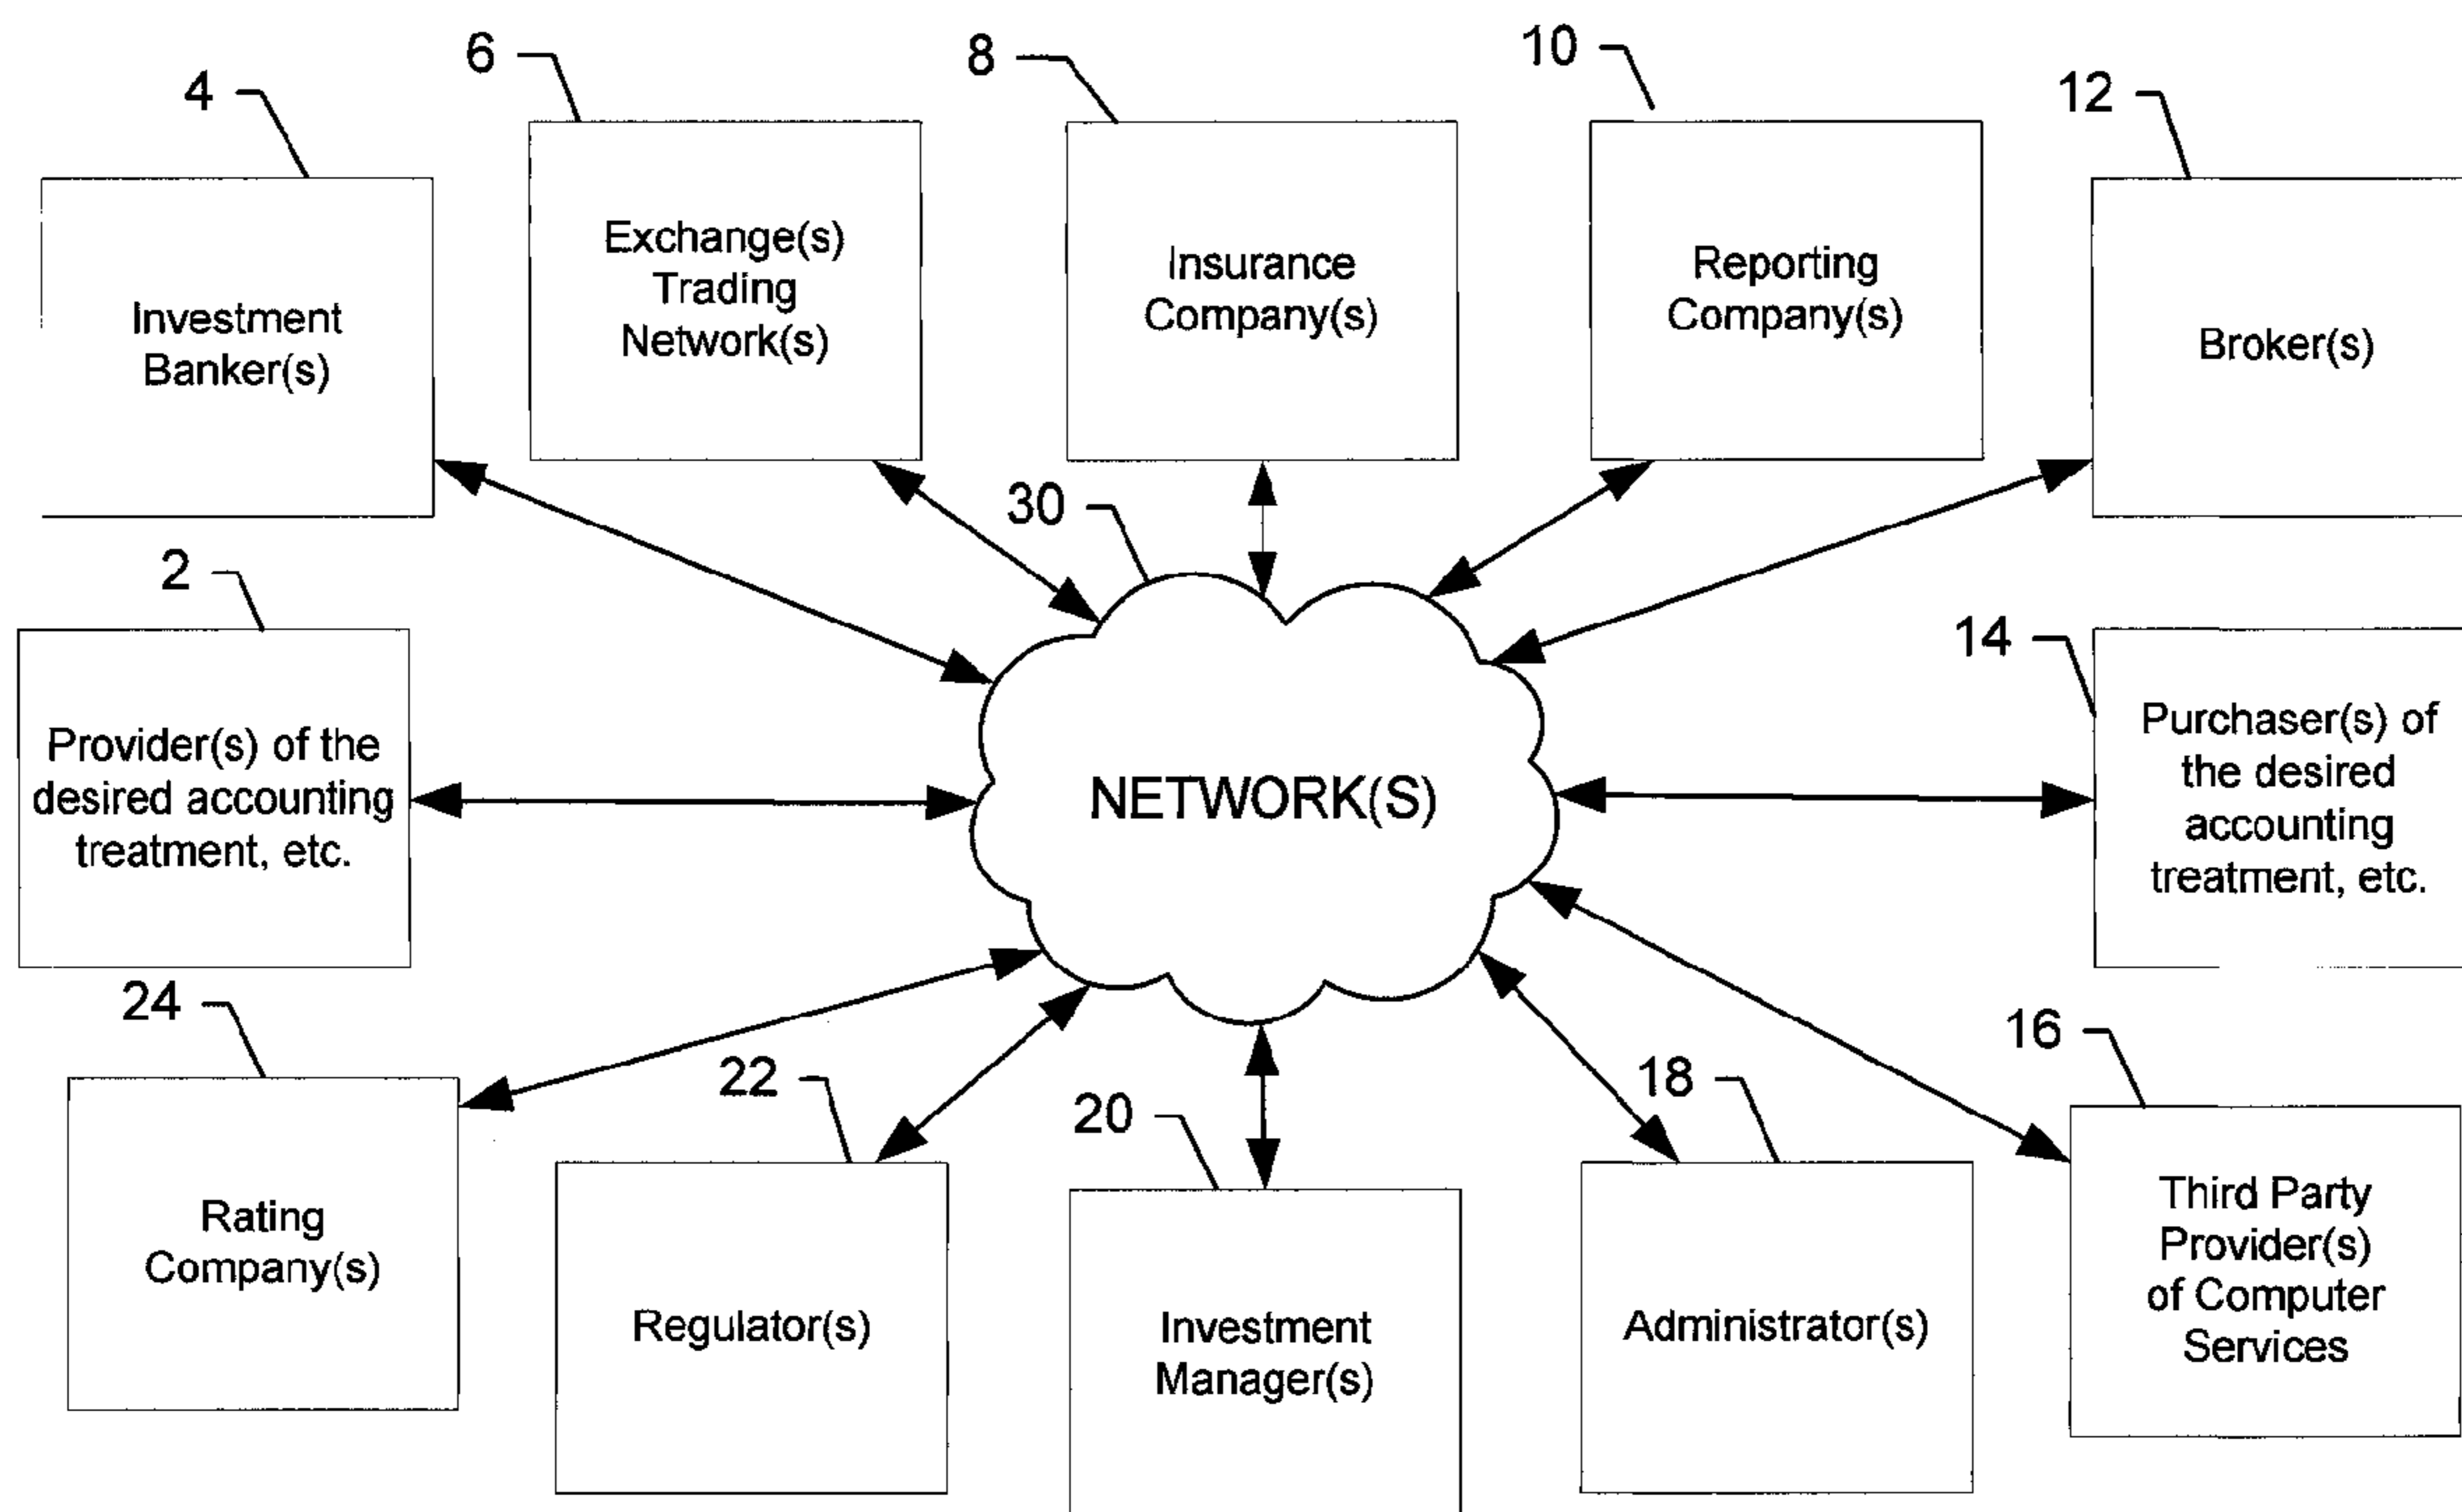 4
6
8
10
12
Investment
Banker(s)
Exchange(s)
Trading
Network(s)
Insurance
Company(s)
Reporting
Company(s)
Broker(s)
30
2
Provider(s) of the
desired accounting
treatment, etc.
NETWORK(S)
14
Purchaser(s) of
the desired
accounting
treatment, etc.
24
Rating
Company(s)
22
Regulator(s)
20
Investment
Manager(s)
18
Administrator(s)
16
Third Party
Provider(s)
of Computer
Services